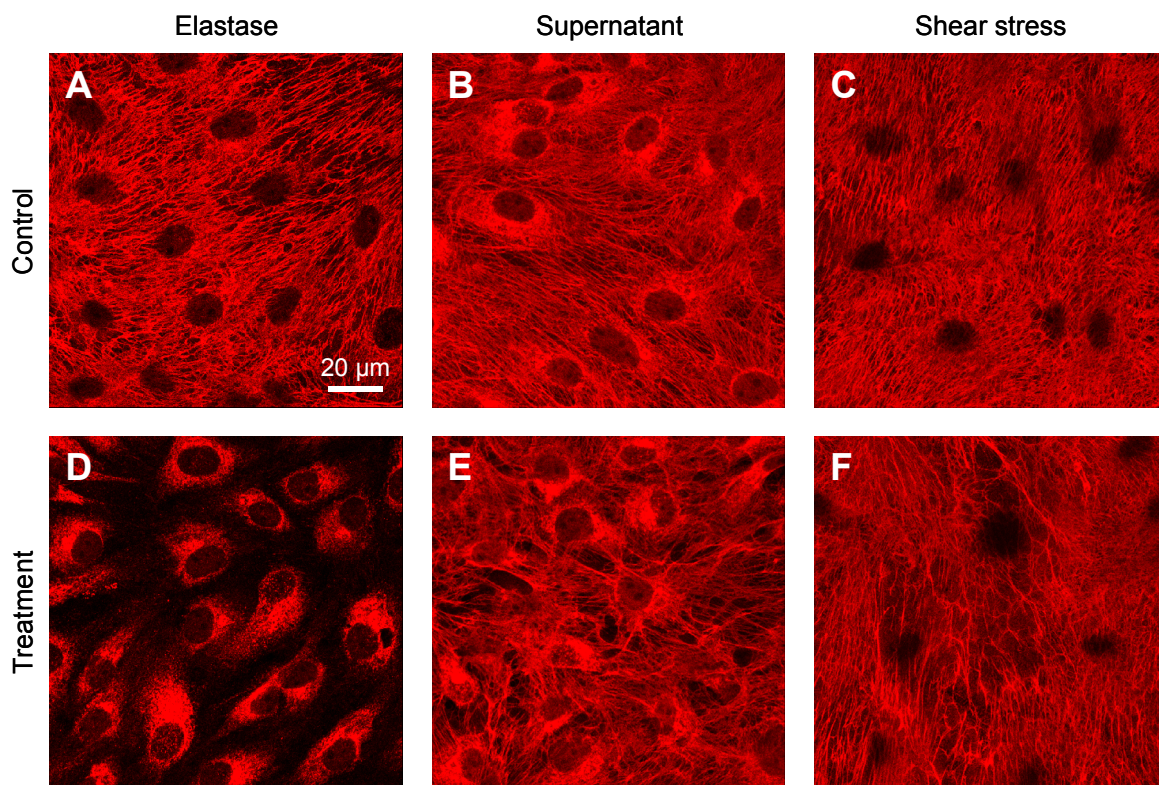 Elastase
Supernatant
Shear stress
Control
A
B
C
20 µm
Treatment
D
E
F